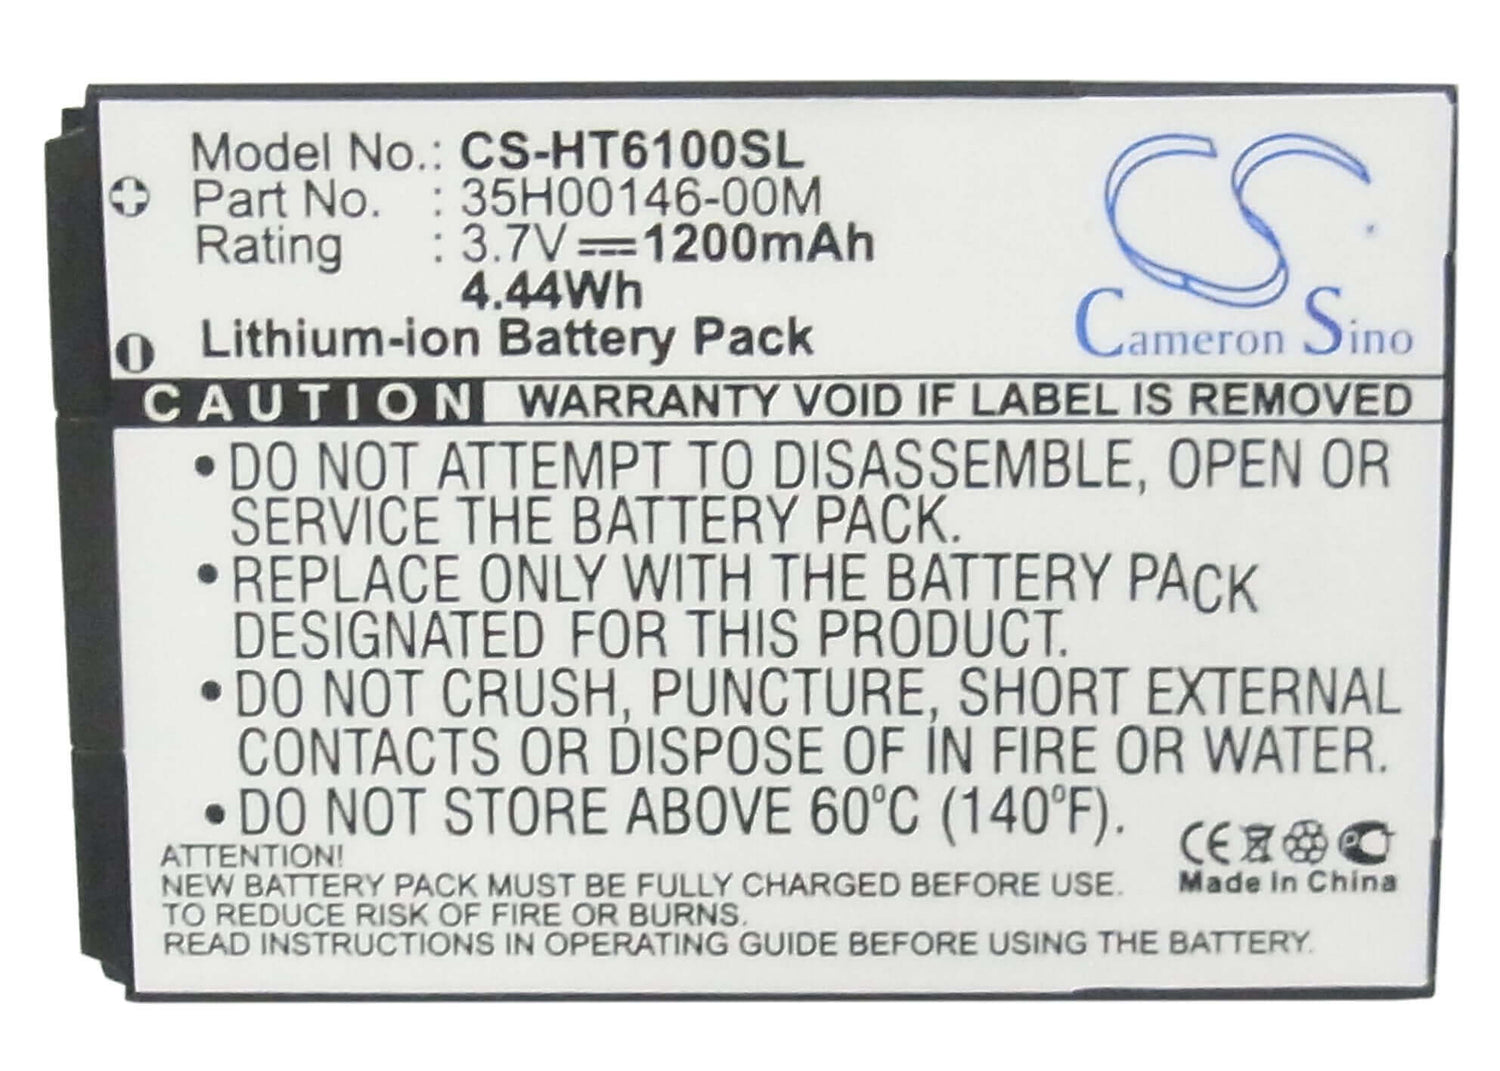 Model No.: CS-HT6100SL
Part No. : 35H00146-00M
Rating : 3.7V 1200mAh
4.44Wh
Lithium-ion Battery Pack
CS
Cameron Sino
CAUTION WARRANTY VOID IF LABEL IS REMOVED
• DO NOT ATTEMPT TO DISASSEMBLE, OPEN OR
SERVICE THE BATTERY PACK.
• REPLACE ONLY WITH THE BATTERY PACK
DESIGNATED FOR THIS PRODUCT.
• DO NOT CRUSH, PUNCTURE, SHORT EXTERNAL
CONTACTS OR DISPOSE OF IN FIRE OR WATER.
• DO NOT STORE ABOVE 60°C (140°F).
CE
Made In China
ATTENTION!
NEW BATTERY PACK MUST BE FULLY CHARGED BEFORE USE.
TO REDUCE RISK OF FIRE OR BURNS.
READ INSTRUCTIONS IN OPERATING GUIDE BEFORE USING THE BATTERY.